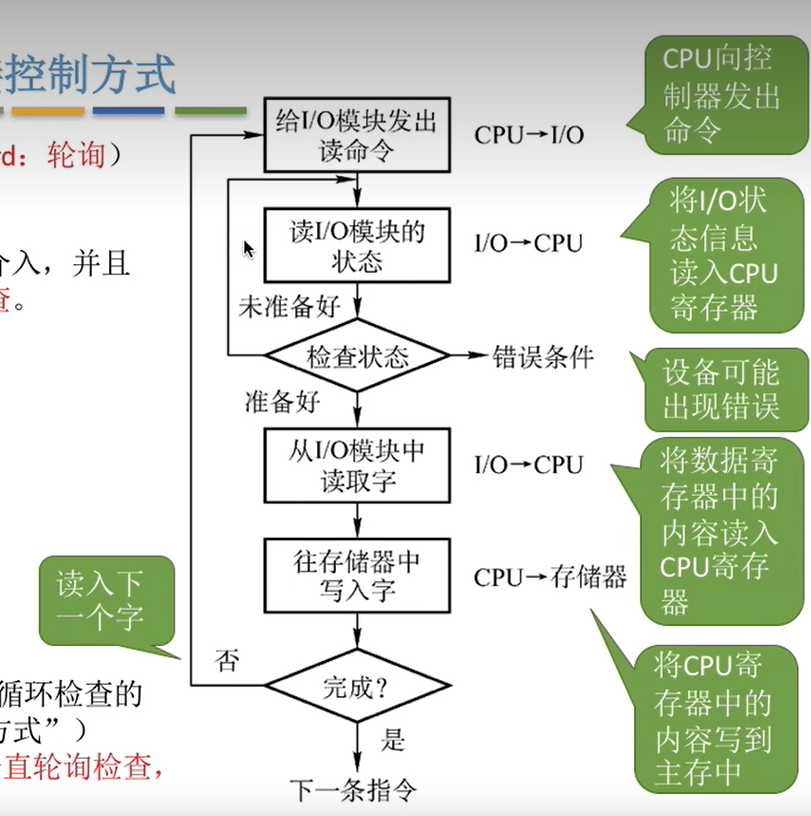 控制方式
rd：轮询）
介入，并且
查。
循环检查的
方式”）
直轮询检查，
给I/O模块发出
读命令
CPU→I/O
CPU向控
制器发出
命令
读I/O模块的
状态
I/O→CPU
将I/O状
态信息
读入CPU
寄存器
未准备好
检查状态
错误条件
设备可能
出现错误
准备好
从I/O模块中
读取字
I/O→CPU
将数据寄
存器中的
内容读入
CPU寄存
器
往存储器中
写入字
CPU→存储器
读入下
一个字
否
完成？
将CPU寄
存器中的
内容写到
主存中
是
下一条指令